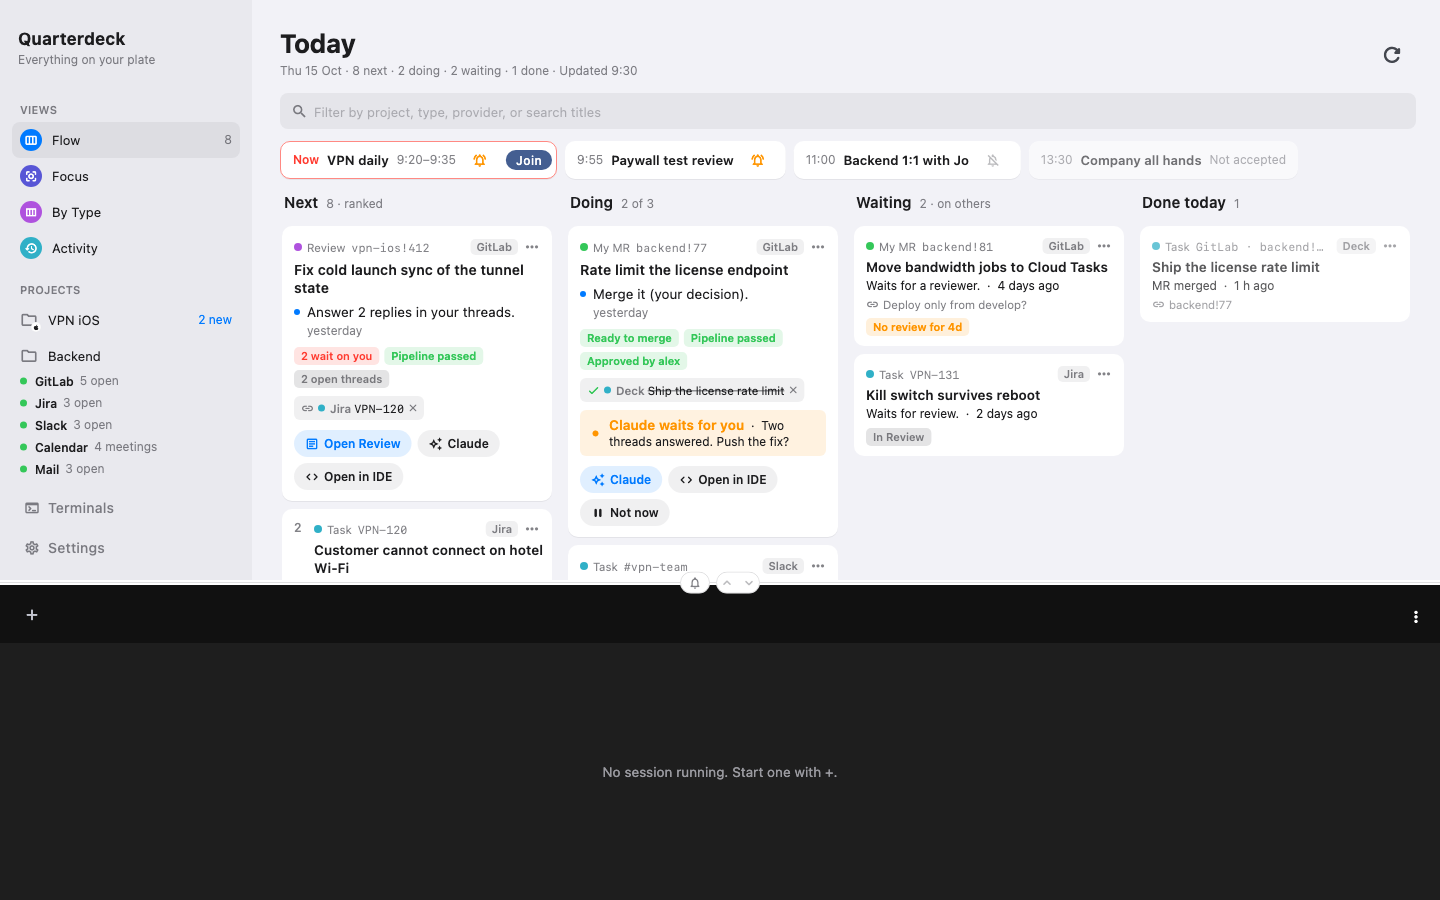 Quarterdeck
Everything on your plate
VIEWS
Flow 8
Focus
By Type
Activity
PROJECTS
VPN iOS 2 new
Backend
GitLab 5 open
Jira 3 open
Slack 3 open
Calendar 4 meetings
Mail 3 open
Terminals
Settings
Today
Thu 15 Oct · 8 next · 2 doing · 2 waiting · 1 done · Updated 9:30
Filter by project, type, provider, or search titles
Now VPN daily 9:20–9:35 Join
9:55 Paywall test review
11:00 Backend 1:1 with Jo
13:30 Company all hands Not accepted
Next 8 · ranked
Review vpn-ios!412 GitLab
Fix cold launch sync of the tunnel
state
Answer 2 replies in your threads.
yesterday
2 wait on you Pipeline passed
2 open threads
Jira VPN-120 ×
Open Review Claude
Open in IDE
2 Task VPN-120 Jira
Customer cannot connect on hotel
Wi-Fi
Doing 2 of 3
My MR backend!77 GitLab
Rate limit the license endpoint
Merge it (your decision).
yesterday
Ready to merge Pipeline passed
Approved by alex
Deck Ship the license rate limit ×
Claude waits for you · Two
threads answered. Push the fix?
Claude Open in IDE
Not now
Task #vpn-team Slack
Waiting 2 · on others
My MR backend!81 GitLab
Move bandwidth jobs to Cloud Tasks
Waits for a reviewer. · 4 days ago
Deploy only from develop?
No review for 4d
Task VPN-131 Jira
Kill switch survives reboot
Waits for review. · 2 days ago
In Review
Done today 1
Task GitLab · backend!… Deck
Ship the license rate limit
MR merged · 1 h ago
backend!77
+
No session running. Start one with +.